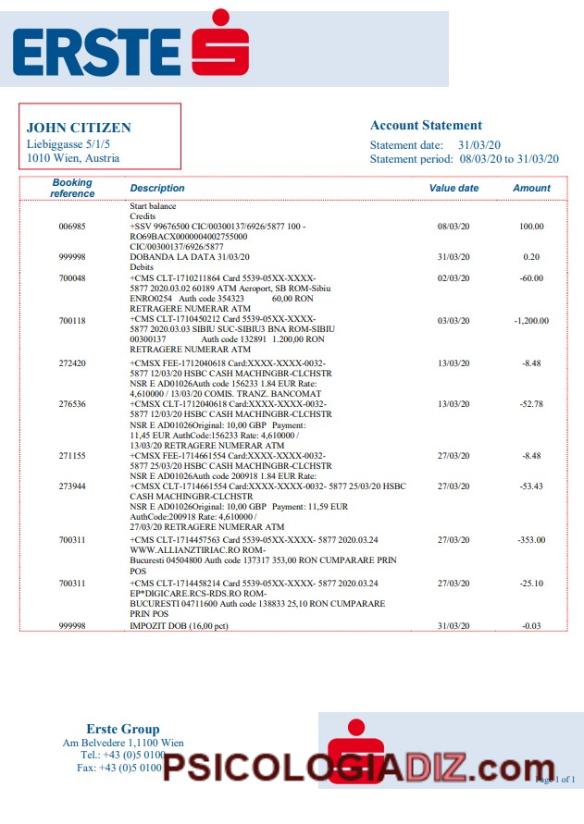 ERSTE
JOHN CITIZEN
Liebiggasse 5/1/5
1010 Wien, Austria
Account Statement
Statement date: 31/03/20
Statement period: 08/03/20 to 31/03/20
Booking reference Description Value date Amount
Start balance
Credits
006985 +SSV 99676500 CIC/00300137/6926/5877 100 - 08/03/20 100.00
RO69BACX0000004002755000
CIC/00300137/6926/5877
999998 DOBANDA LA DATA 31/03/20 31/03/20 0.20
Debits
700048 +CMS CLT-1710211864 Card 5539-05XX-XXXX- 02/03/20 -60.00
5877 2020.03.02 60189 ATM Aeroport, SB ROM-Sibiu
ENRO0254 Auth code 354323 60,00 RON
RETRAGERE NUMERAR ATM
700118 +CMS CLT-1710450212 Card 5539-05XX-XXXX- 03/03/20 -1,200.00
5877 2020.03.03 SIBIU SUC-SIBIU3 BNA ROM-SIBIU
00300137 Auth code 132891 1.200,00 RON
RETRAGERE NUMERAR ATM
272420 +CMSX FEE-1712040618 Card:XXXX-XXXX-0032- 13/03/20 -8.48
5877 12/03/20 HSBC CASH MACHINGBR-CLCHSTR
NSR E AD01026Auth code 156233 1.84 EUR Rate:
4,610000 / 13/03/20 COMIS. TRANZ. BANCOMAT
276536 +CMSX CLT-1712040618 Card:XXXX-XXXX-0032- 13/03/20 -52.78
5877 12/03/20 HSBC CASH MACHINGBR-CLCHSTR
NSR E AD01026Original: 10,00 GBP Payment:
11,45 EUR AuthCode:156233 Rate: 4,610000 /
13/03/20 RETRAGERE NUMERAR ATM
271155 +CMSX FEE-1714661554 Card:XXXX-XXXX-0032- 27/03/20 -8.48
5877 25/03/20 HSBC CASH MACHINGBR-CLCHSTR
NSR E AD01026Auth code 200918 1.84 EUR Rate:
273944 +CMSX CLT-1714661554 Card:XXXX-XXXX-0032- 5877 25/03/20 HSBC 27/03/20 -53.43
CASH MACHINGBR-CLCHSTR
NSR E AD01026Original: 10,00 GBP Payment: 11,59 EUR
AuthCode:200918 Rate: 4,610000 /
27/03/20 RETRAGERE NUMERAR ATM
700311 +CMS CLT-1714457563 Card 5539-05XX-XXXX- 5877 2020.03.24 27/03/20 -353.00
WWW.ALLIANZTIRIAC.RO ROM-
Bucuresti 04504800 Auth code 137317 353,00 RON CUMPARARE PRIN
POS
700311 +CMS CLT-1714458214 Card 5539-05XX-XXXX- 5877 2020.03.24 27/03/20 -25.10
EP*DIGICARE.RCS-RDS.RO ROM-
BUCURESTI 04711600 Auth code 138833 25,10 RON CUMPARARE
PRIN POS
999998 IMPOZIT DOB (16,00 pct) 31/03/20 -0.03
Erste Group
Am Belvedere 1,1100 Wien
Tel.: +43 (0)5 0100
Fax: +43 (0)5 0100
PSICOLOGIADIZ.com
Page 1 of 1